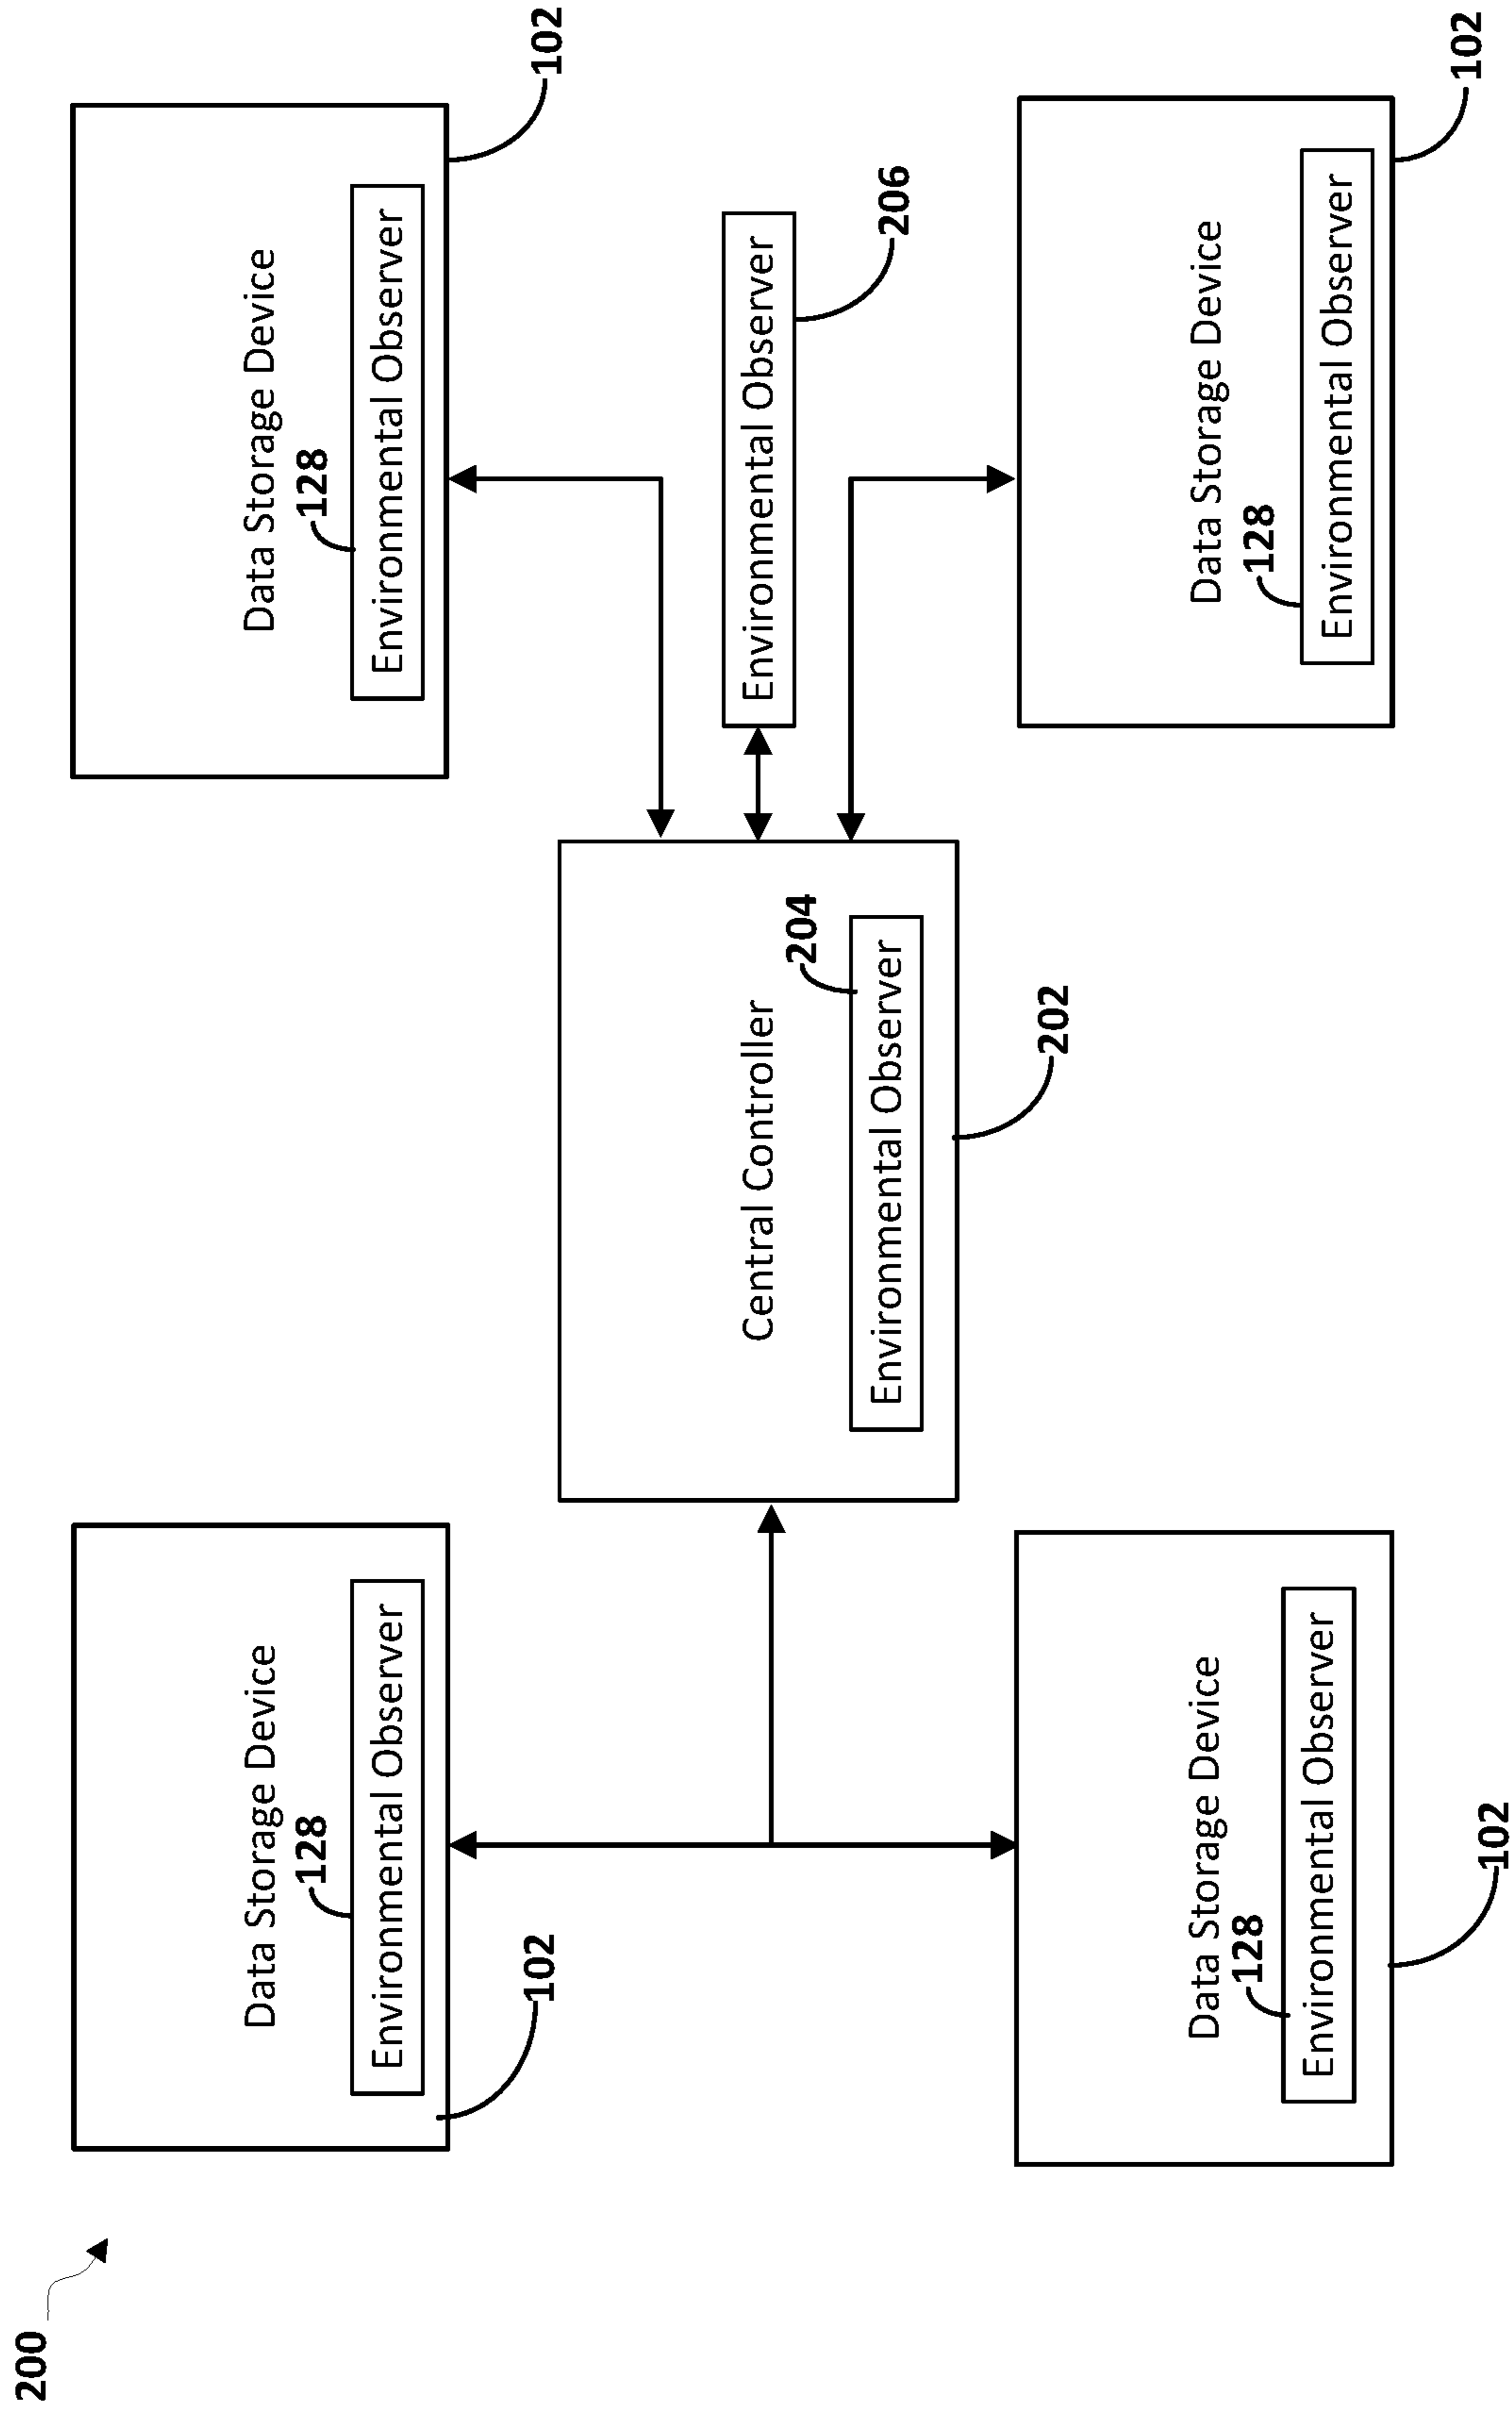 200
Data Storage Device
128
Environmental Observer
102
Data Storage Device
128
Environmental Observer
102
Central Controller
204
Environmental Observer
202
Environmental Observer
206
Data Storage Device
128
Environmental Observer
102
Data Storage Device
128
Environmental Observer
102